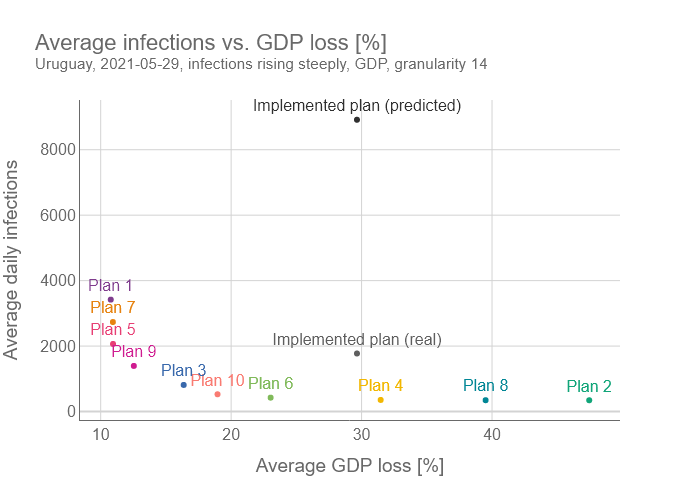 Average infections vs. GDP loss [%]
Uruguay, 2021-05-29, infections rising steeply, GDP, granularity 14
Implemented plan (predicted)
8000
6000
4000
2000
0
Average daily infections
Plan 1
Plan 7
Plan 5
Plan 9
Implemented plan (real)
Plan 3
Plan 10
Plan 6
Plan 4
Plan 8
Plan 2
10
20
30
40
Average GDP loss [%]